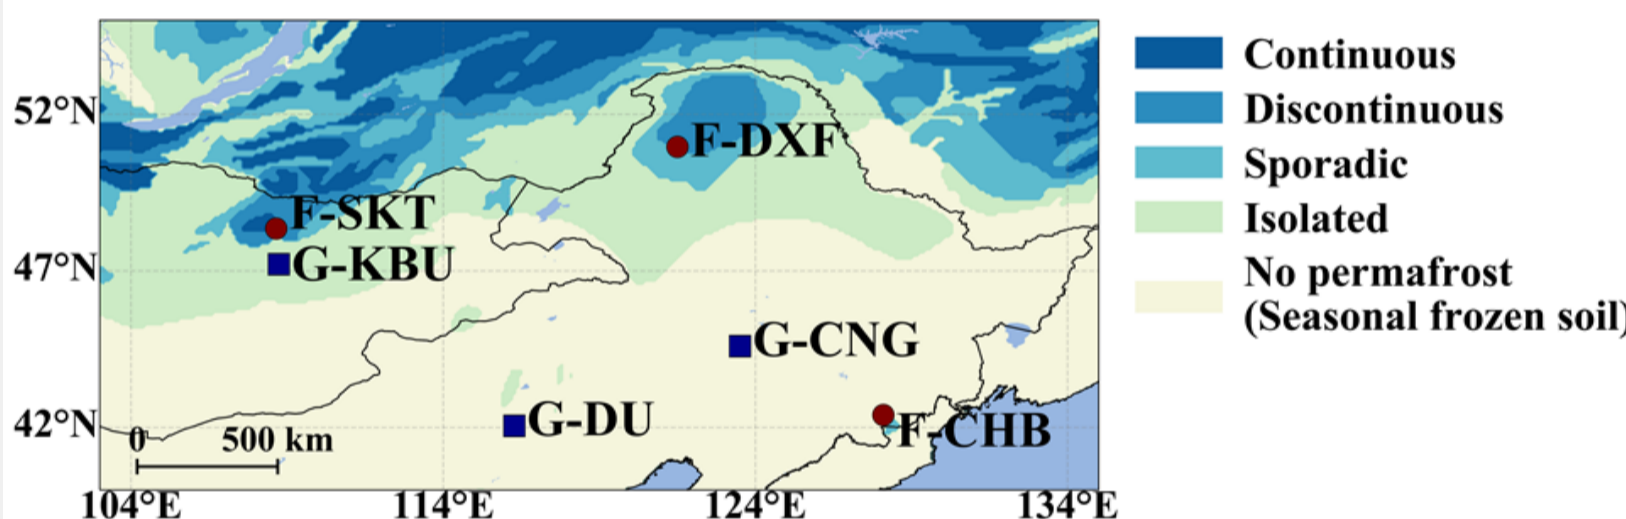 52°N
47°N
42°N
F-DXF
F-SKT
G-KBU
G-CNG
G-DU
F-CHB
0 500 km
104°E 114°E 124°E 134°E
Continuous
Discontinuous
Sporadic
Isolated
No permafrost
(Seasonal frozen soil)